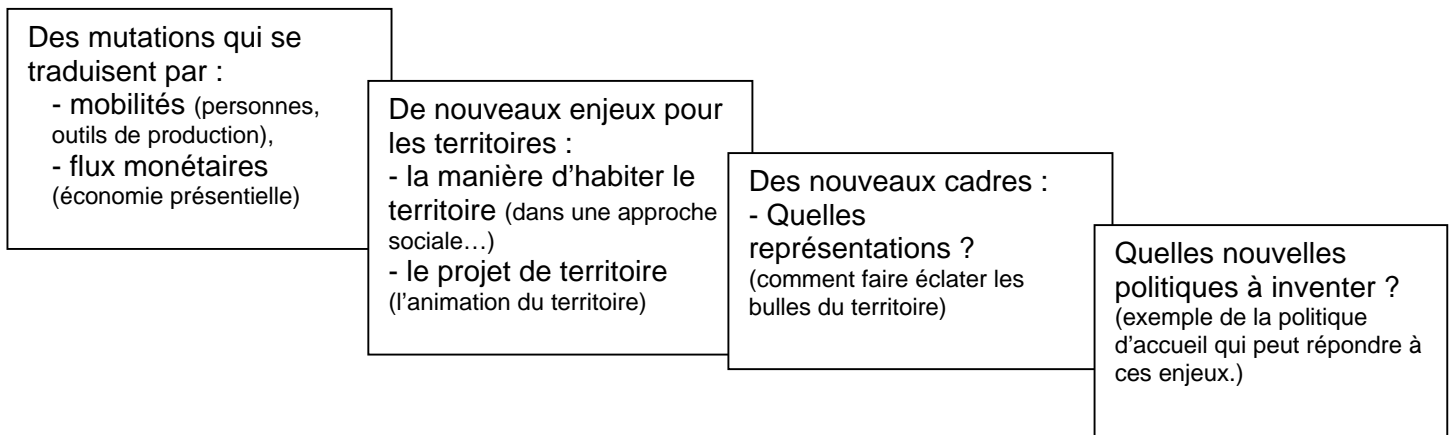 Des mutations qui se
traduisent par :
- mobilités (personnes,
outils de production),
- flux monétaires
(économie présentielle)
De nouveaux enjeux pour
les territoires :
- la manière d'habiter le
territoire (dans une approche
sociale…)
- le projet de territoire
(l’animation du territoire)
Des nouveaux cadres :
- Quelles
représentations ?
(comment faire éclater les
bulles du territoire)
Quelles nouvelles
politiques à inventer ?
(exemple de la politique
d’accueil qui peut répondre à
ces enjeux.)